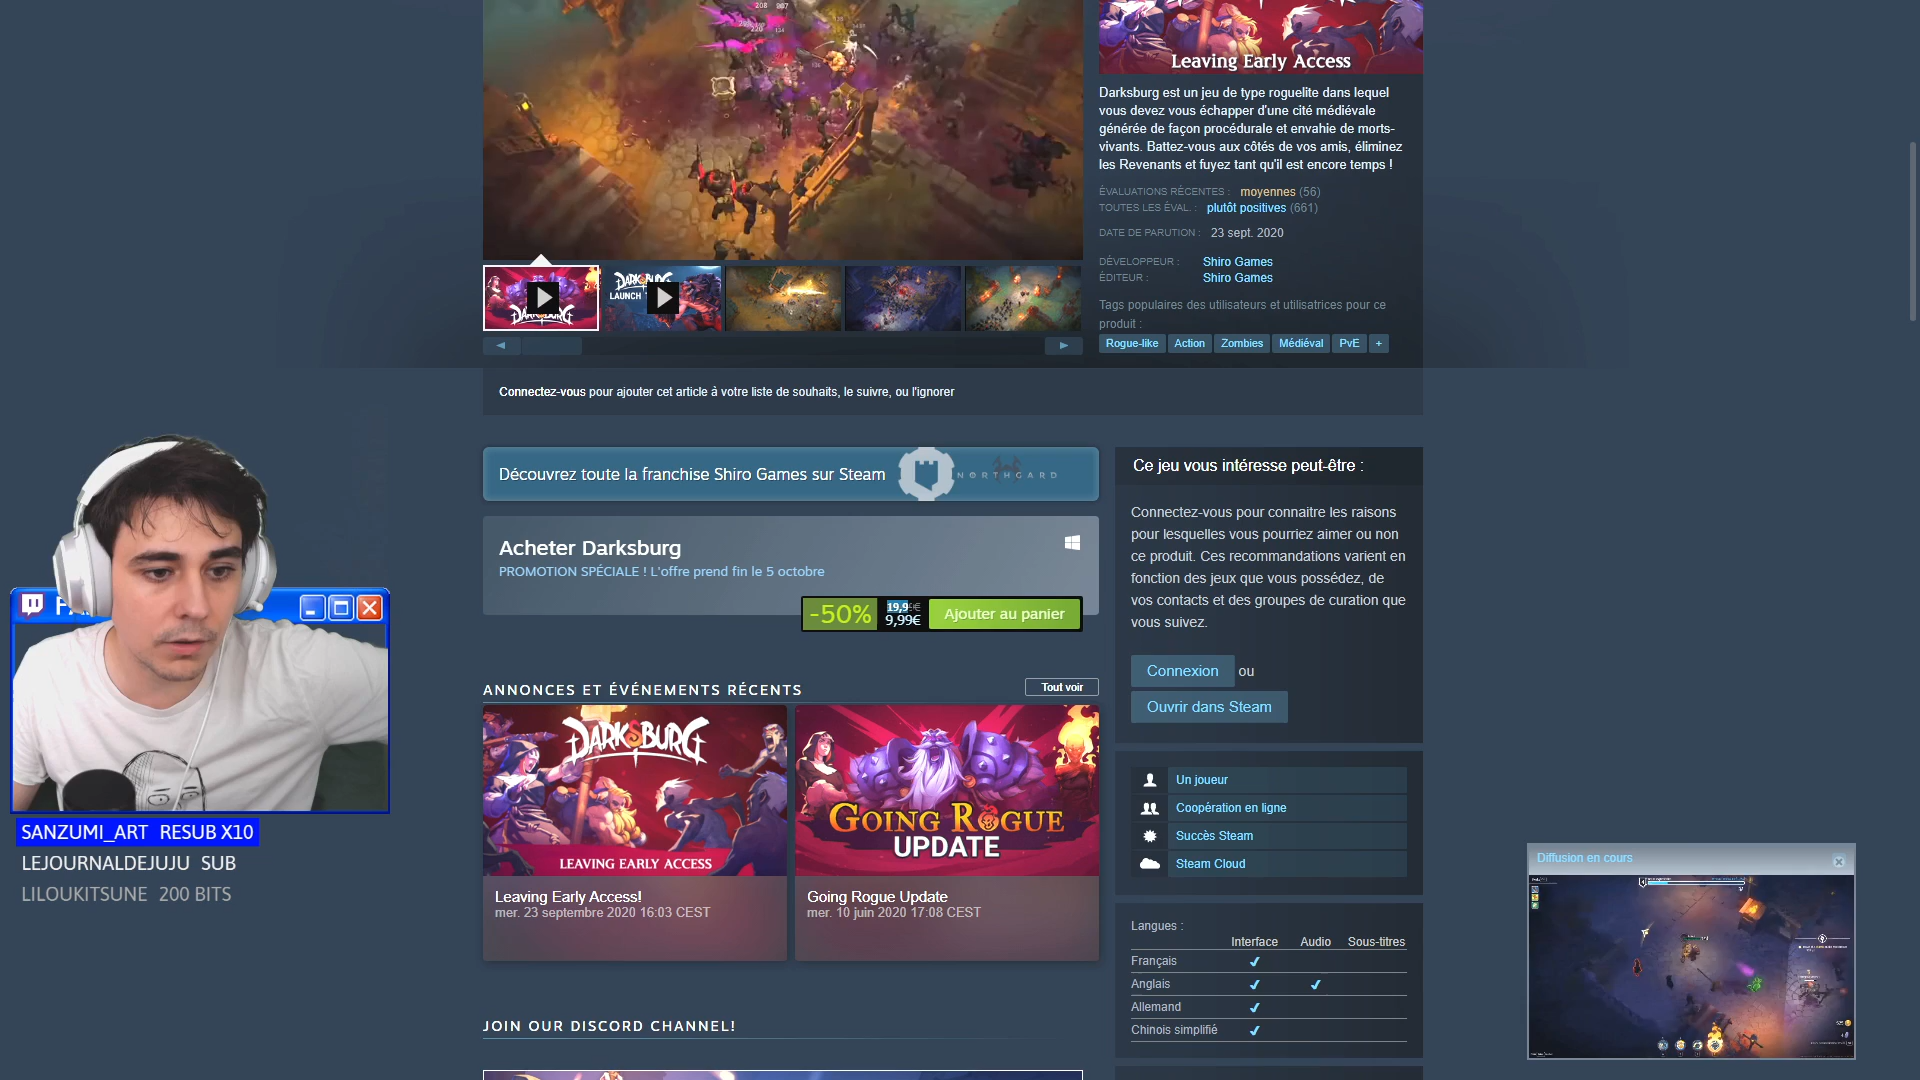 208 967
220 134
Leaving Early Access
Darksburg est un jeu de type roguelite dans lequel
vous devez vous échapper d'une cité médiévale
générée de façon procédurale et envahie de morts-
vivants. Battez-vous aux côtés de vos amis, éliminez
les Revenants et fuyez tant qu'il est encore temps !
ÉVALUATIONS RÉCENTES : moyennes (56)
TOUTES LES ÉVAL. : plutôt positives (661)
DATE DE PARUTION : 23 sept. 2020
DÉVELOPPEUR : Shiro Games
ÉDITEUR : Shiro Games
Tags populaires des utilisateurs et utilisatrices pour ce
produit :
Rogue-like Action Zombies Médiéval PvE +
DARKSBURG
DARKSBURG
LAUNCH
Connectez-vous pour ajouter cet article à votre liste de souhaits, le suivre, ou l'ignorer
Découvrez toute la franchise Shiro Games sur Steam
NORTHGARD
Acheter Darksburg
PROMOTION SPÉCIALE ! L'offre prend fin le 5 octobre
-50% 19,99€
9,99€
Ajouter au panier
ANNONCES ET ÉVÉNEMENTS RÉCENTS
Tout voir
DARKSBURG
LEAVING EARLY ACCESS
Leaving Early Access!
mer. 23 septembre 2020 16:03 CEST
GOING ROGUE
UPDATE
Going Rogue Update
mer. 10 juin 2020 17:08 CEST
JOIN OUR DISCORD CHANNEL!
Ce jeu vous intéresse peut-être :
Connectez-vous pour connaitre les raisons
pour lesquelles vous pourriez aimer ou non
ce produit. Ces recommandations varient en
fonction des jeux que vous possédez, de
vos contacts et des groupes de curation que
vous suivez.
Connexion ou
Ouvrir dans Steam
Un joueur
Coopération en ligne
Succès Steam
Steam Cloud
Langues :
Interface Audio Sous-titres
Français ✔
Anglais ✔ ✔
Allemand ✔
Chinois simplifié ✔
SANZUMI_ART RESUB X10
LEJOURNALDEJUJU SUB
LILOUKITSUNE 200 BITS
Diffusion en cours